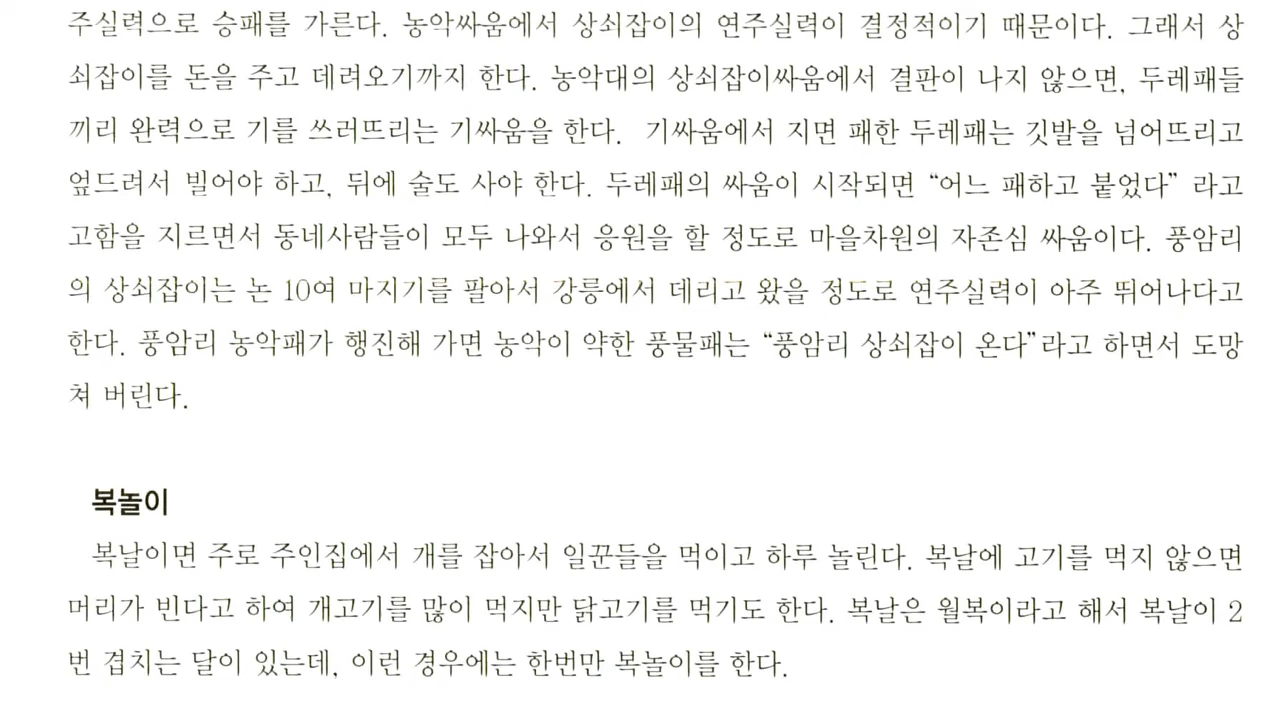 주실력으로 승패를 가른다. 농악싸움에서 상쇠잡이의 연주실력이 결정적이기 때문이다. 그래서 상
쇠잡이를 돈을 주고 데려오기까지 한다. 농악대의 상쇠잡이싸움에서 결판이 나지 않으면, 두레패들
끼리 완력으로 기를 쓰러뜨리는 기싸움을 한다. 기싸움에서 지면 패한 두레패는 깃발을 넘어뜨리고
엎드려서 빌어야 하고, 뒤에 술도 사야 한다. 두레패의 싸움이 시작되면 “어느 패하고 붙었다” 라고
고함을 지르면서 동네사람들이 모두 나와서 응원을 할 정도로 마을차원의 자존심 싸움이다. 풍암리
의 상쇠잡이는 논 10여 마지기를 팔아서 강릉에서 데리고 왔을 정도로 연주실력이 아주 뛰어나다고
한다. 풍암리 농악패가 행진해 가면 농악이 약한 풍물패는 “풍암리 상쇠잡이 온다”라고 하면서 도망
쳐 버린다.
복놀이
복날이면 주로 주인집에서 개를 잡아서 일꾼들을 먹이고 하루 놀린다. 복날에 고기를 먹지 않으면
머리가 빈다고 하여 개고기를 많이 먹지만 닭고기를 먹기도 한다. 복날은 월복이라고 해서 복날이 2
번 겹치는 달이 있는데, 이런 경우에는 한번만 복놀이를 한다.